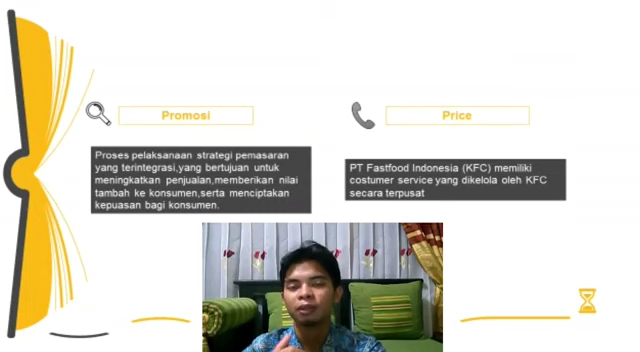 Promosi
Proses pelaksanaan strategi pemasaran
yang terintegrasi,yang bertujuan untuk
meningkatkan penjualan,memberikan nilai
tambah ke konsumen,serta menciptakan
kepuasan bagi konsumen.
Price
PT Fastfood Indonesia (KFC) memiliki
costumer service yang dikelola oleh KFC
secara terpusat